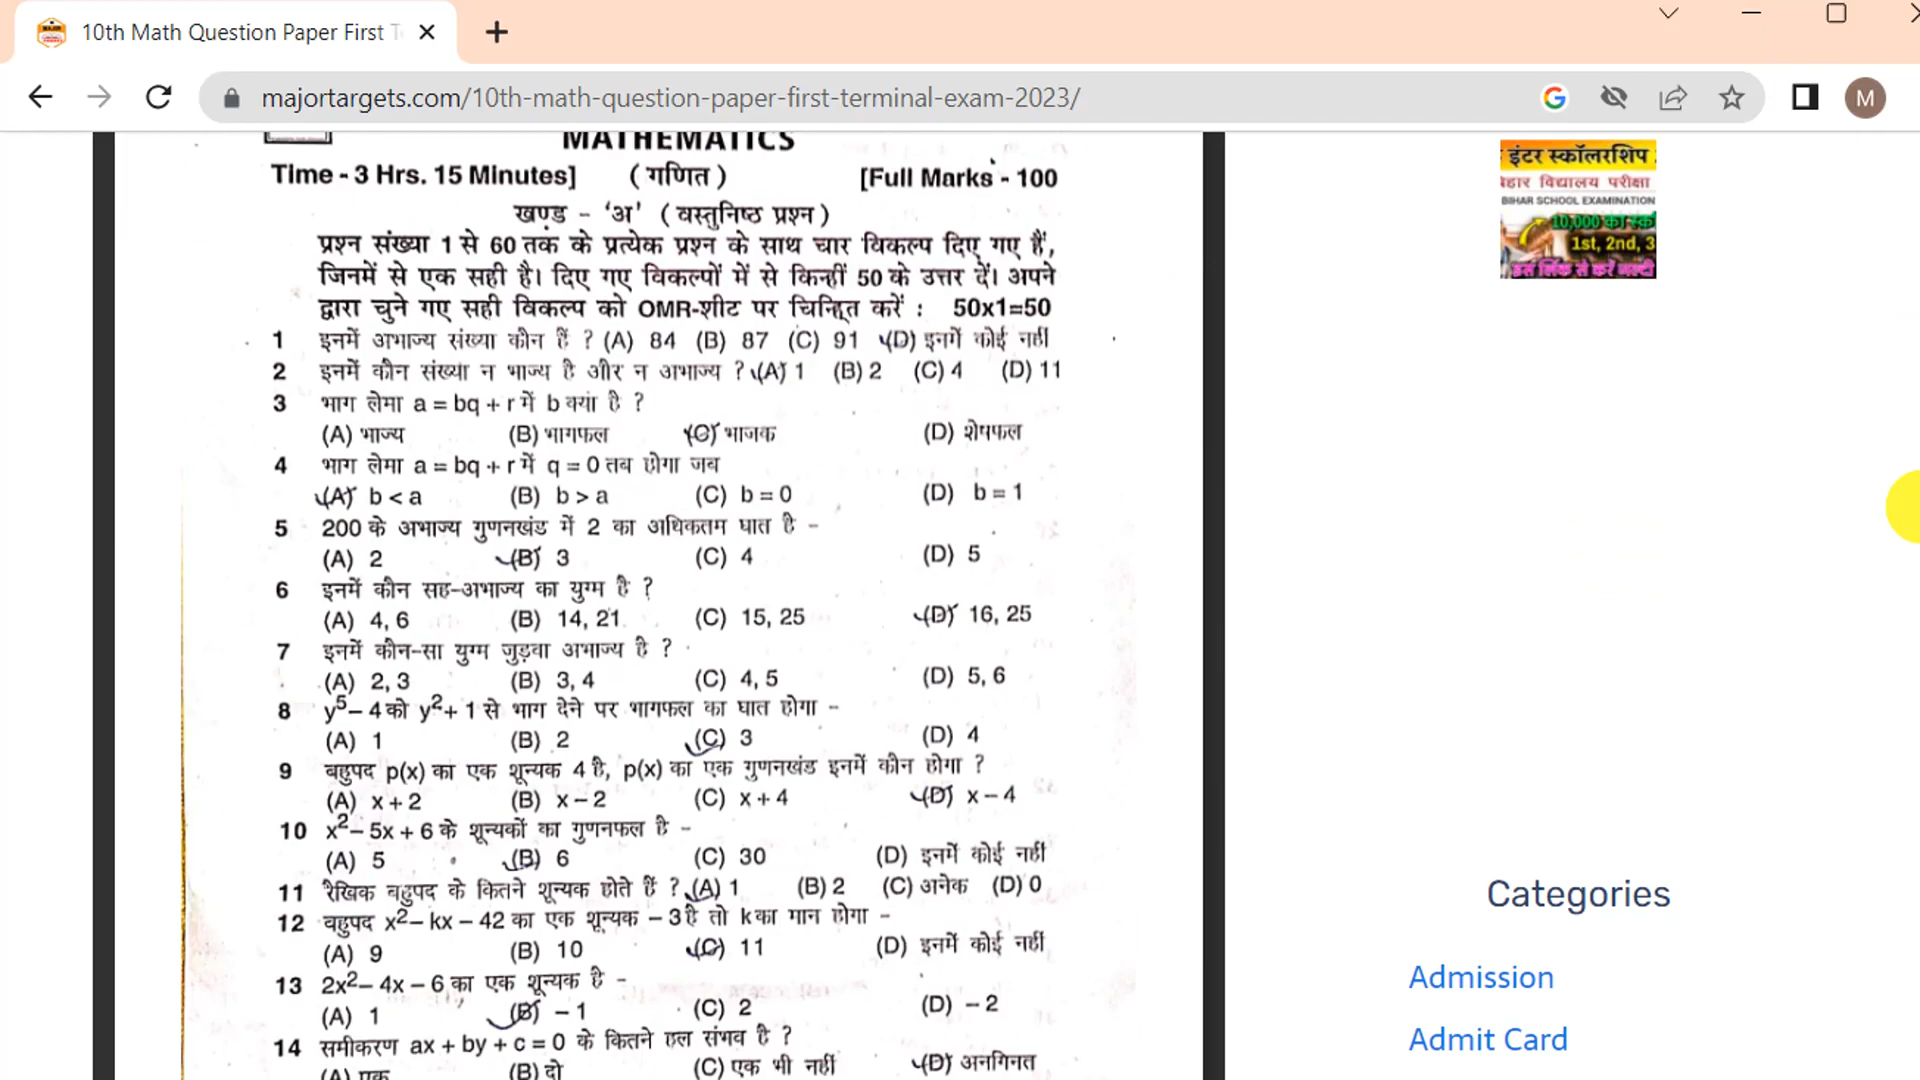 10th Math Question Paper First T
majortargets.com/10th-math-question-paper-first-terminal-exam-2023/
M
MATHEMATICS
Time - 3 Hrs. 15 Minutes] (गणित) [Full Marks - 100
खण्ड - 'अ' (वस्तुनिष्ठ प्रश्न)
प्रश्न संख्या 1 से 60 तक के प्रत्येक प्रश्न के साथ चार विकल्प दिए गए हैं,
जिनमें से एक सही है। दिए गए विकल्पों में से किन्हीं 50 के उत्तर दें। अपने
द्वारा चुने गए सही विकल्प को OMR-शीट पर चिन्हित करें : 50x1=50
1 इनमें अभाज्य संख्या कौन हैं ? (A) 84 (B) 87 (C) 91 (D) इनमें कोई नहीं
2 इनमें कौन संख्या न भाज्य है और न अभाज्य ? (A) 1 (B) 2 (C) 4 (D) 11
3 भाग लेमा a = bq + r में b क्या है ?
(A) भाज्य (B) भागफल (C) भाजक (D) शेषफल
4 भाग लेमा a = bq + r में q = 0 तब होगा जब
(A) b < a (B) b > a (C) b = 0 (D) b = 1
5 200 के अभाज्य गुणनखंड में 2 का अधिकतम घात है -
(A) 2 (B) 3 (C) 4 (D) 5
6 इनमें कौन सह-अभाज्य का युग्म है ?
(A) 4, 6 (B) 14, 21 (C) 15, 25 (D) 16, 25
7 इनमें कौन-सा युग्म जुड़वा अभाज्य है ?
(A) 2, 3 (B) 3, 4 (C) 4, 5 (D) 5, 6
8 y⁵ – 4 को y² + 1 से भाग देने पर भागफल का घात होगा -
(A) 1 (B) 2 (C) 3 (D) 4
9 बहुपद p(x) का एक शून्यक 4 है, p(x) का एक गुणनखंड इनमें कौन होगा ?
(A) x + 2 (B) x – 2 (C) x + 4 (D) x – 4
10 x² – 5x + 6 के शून्यकों का गुणनफल है -
(A) 5 (B) 6 (C) 30 (D) इनमें कोई नहीं
11 रैखिक बहुपद के कितने शून्यक होते हैं ? (A) 1 (B) 2 (C) अनेक (D) 0
12 बहुपद x² – kx – 42 का एक शून्यक – 3 है तो k का मान होगा -
(A) 9 (B) 10 (C) 11 (D) इनमें कोई नहीं
13 2x² – 4x – 6 का एक शून्यक है -
(A) 1 (B) – 1 (C) 2 (D) – 2
14 समीकरण ax + by + c = 0 के कितने हल संभव है ?
(A) एक (B) दो (C) एक भी नहीं (D) अनगिनत
इंटर स्कॉलरशिप
विद्यालय परीक्षा
BIHAR SCHOOL EXAMINATION
10,000 का
1st, 2nd, 3
इस लिंक से करें जल्दी
Categories
Admission
Admit Card